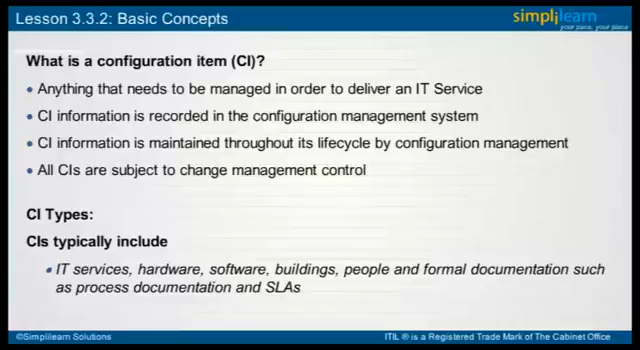 Lesson 3.3.2: Basic Concepts
simplilearn
your pace, your place
What is a configuration item (CI)?
• Anything that needs to be managed in order to deliver an IT Service
• CI information is recorded in the configuration management system
• CI information is maintained throughout its lifecycle by configuration management
• All CIs are subject to change management control
CI Types:
CIs typically include
• IT services, hardware, software, buildings, people and formal documentation such
as process documentation and SLAs
©Simplilearn Solutions
ITIL ® is a Registered Trade Mark of The Cabinet Office